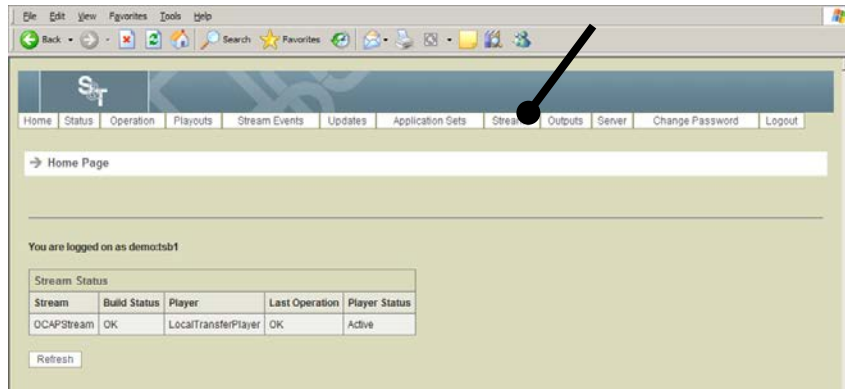 File Edit View Favorites Tools Help
Back Search Favorites
S&T
Home Status Operation Playouts Stream Events Updates Application Sets Outputs Server Change Password Logout
Home Page
You are logged on as demo:tsb1
Stream Status
Stream Build Status Player Last Operation Player Status
OCAPStream OK LocalTransferPlayer OK Active
Refresh